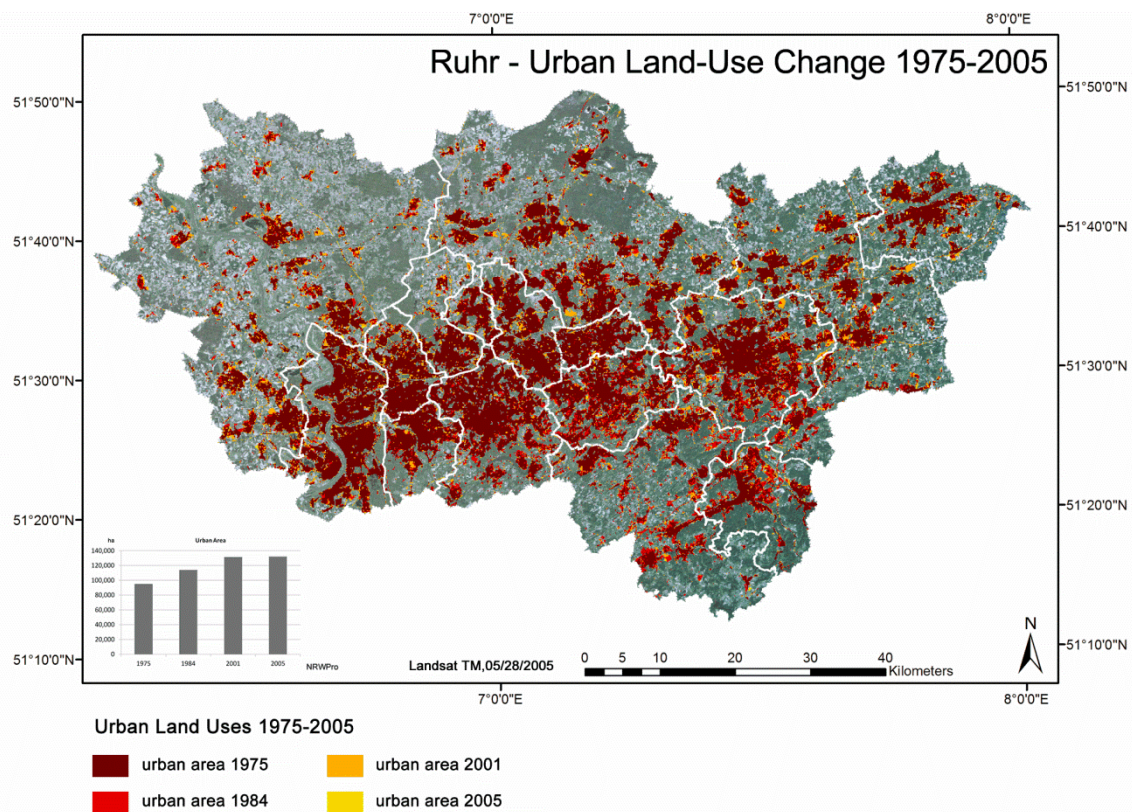 7°0'0"E 8°0'0"E
Ruhr - Urban Land-Use Change 1975-2005
51°50'0"N 51°50'0"N
51°40'0"N 51°40'0"N
51°30'0"N 51°30'0"N
51°20'0"N 51°20'0"N
51°10'0"N 51°10'0"N
ha Urban Area
140,000
120,000
100,000
80,000
60,000
40,000
20,000
0
1975 1984 2001 2005
NRWPro
Landsat TM,05/28/2005
0 5 10 20 30 40
Kilometers
N
7°0'0"E 8°0'0"E
Urban Land Uses 1975-2005
urban area 1975 urban area 2001
urban area 1984 urban area 2005